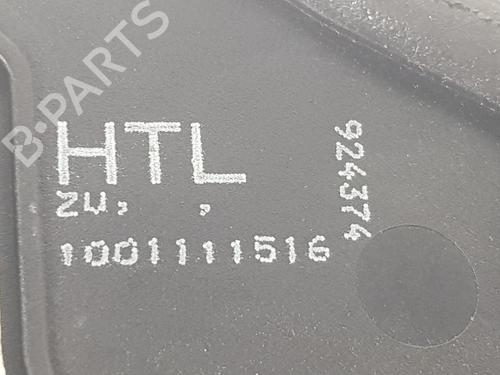 B-PARTS
HTL
ZU, ,
1001111516
924374